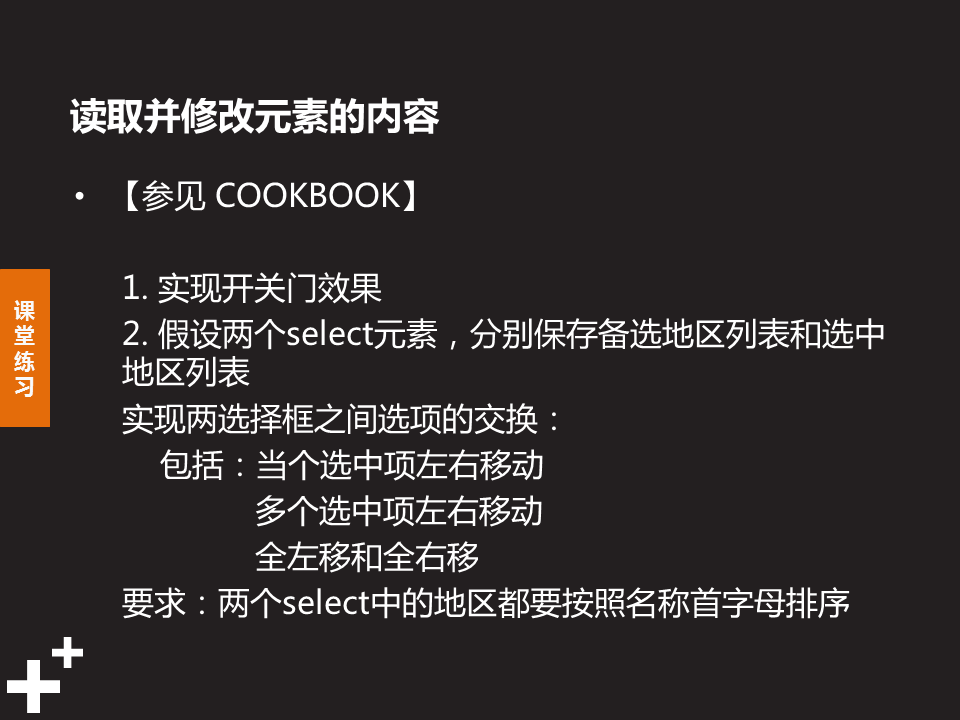 读取并修改元素的内容
• 【参见 COOKBOOK】
1. 实现开关门效果
2. 假设两个select元素，分别保存备选地区列表和选中
地区列表
实现两选择框之间选项的交换：
包括：当个选中项左右移动
多个选中项左右移动
全左移和全右移
要求：两个select中的地区都要按照名称首字母排序
课
堂
练
习